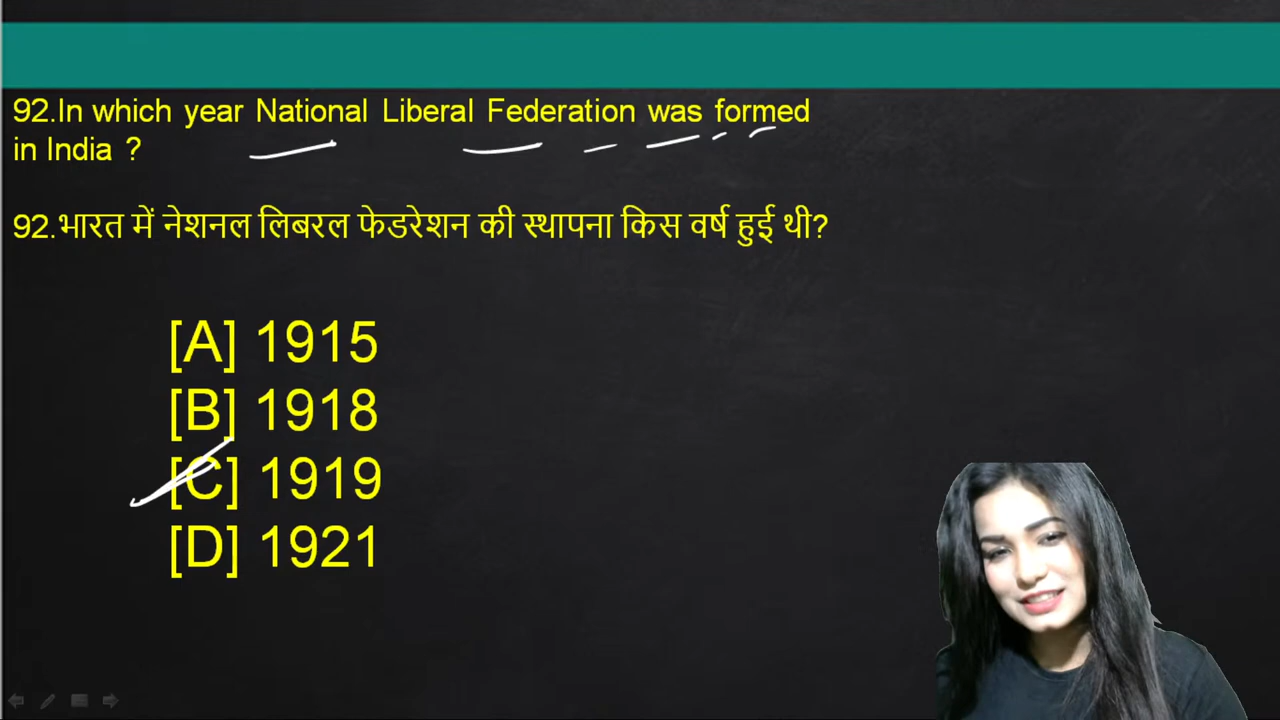 92.In which year National Liberal Federation was formed
in India ?
92.भारत में नेशनल लिबरल फेडरेशन की स्थापना किस वर्ष हुई थी?
[A] 1915
[B] 1918
[C] 1919
[D] 1921